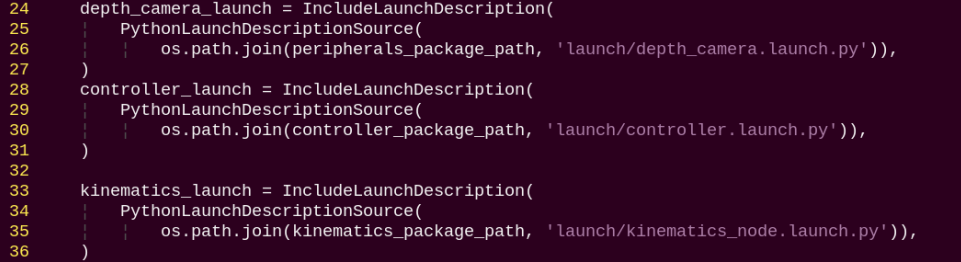 24 depth_camera_launch = IncludeLaunchDescription(
25 PythonLaunchDescriptionSource(
26 os.path.join(peripherals_package_path, 'launch/depth_camera.launch.py')),
27 )
28 controller_launch = IncludeLaunchDescription(
29 PythonLaunchDescriptionSource(
30 os.path.join(controller_package_path, 'launch/controller.launch.py')),
31 )
32
33 kinematics_launch = IncludeLaunchDescription(
34 PythonLaunchDescriptionSource(
35 os.path.join(kinematics_package_path, 'launch/kinematics_node.launch.py')),
36 )